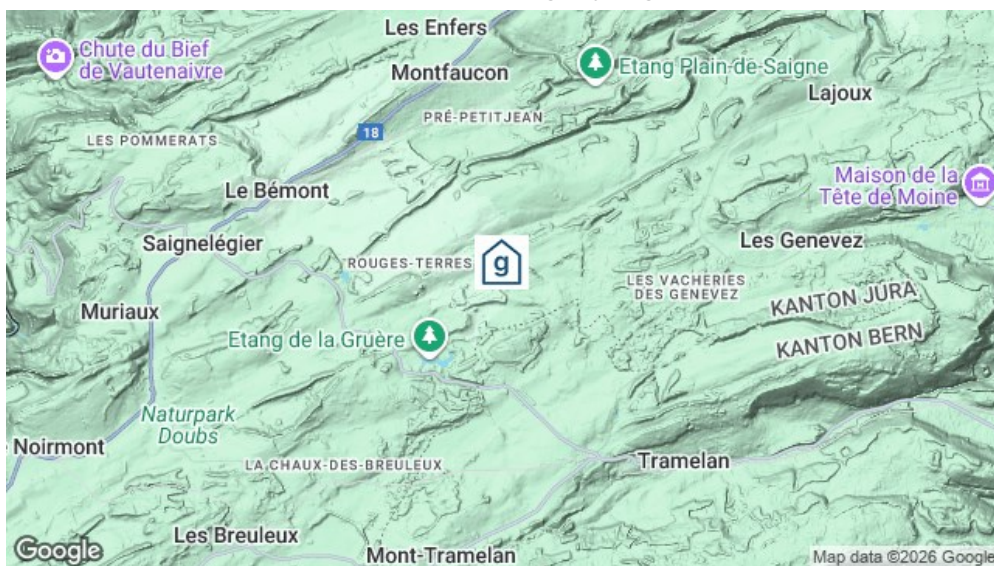 Les Enfers
Chute du Bief
de Vautenaivre
Montfaucon
Etang Plain-de-Saigne
Lajoux
PRÉ-PETITJEAN
18
LES POMMERATS
Maison de la
Tête de Moine
Le Bémont
Saignelégier
Les Genevez
ROUGES-TERRES
g
LES VACHERIES
DES GENEVEZ
KANTON JURA
Muriaux
Etang de la Gruère
KANTON BERN
Naturpark
Doubs
Noirmont
LA CHAUX-DES-BREULEUX
Tramelan
Les Breuleux
Mont-Tramelan
Google
Map data ©2026 Google